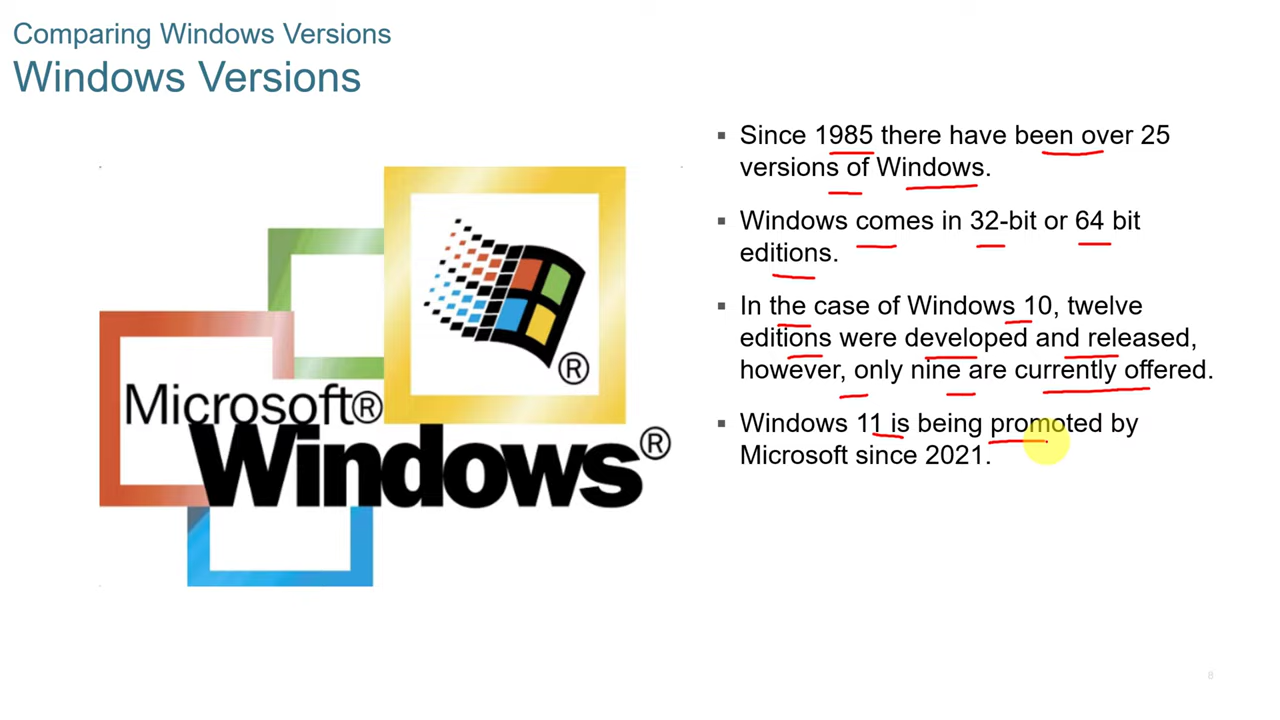 Comparing Windows Versions
Windows Versions
▪ Since 1985 there have been over 25
versions of Windows.
▪ Windows comes in 32-bit or 64 bit
editions.
▪ In the case of Windows 10, twelve
editions were developed and released,
however, only nine are currently offered.
▪ Windows 11 is being promoted by
Microsoft since 2021.
®
Microsoft®
Windows®
8